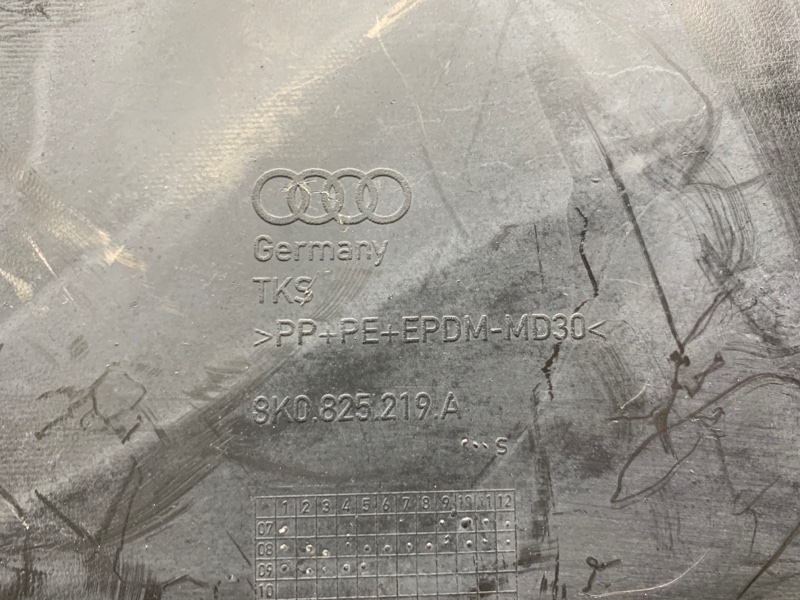 Germany
TKS
>PP+PE+EPDM-MD30<
8K0.825.219.A
S
1 2 3 4 5 6 7 8 9 10 11 12
07
08
09
10